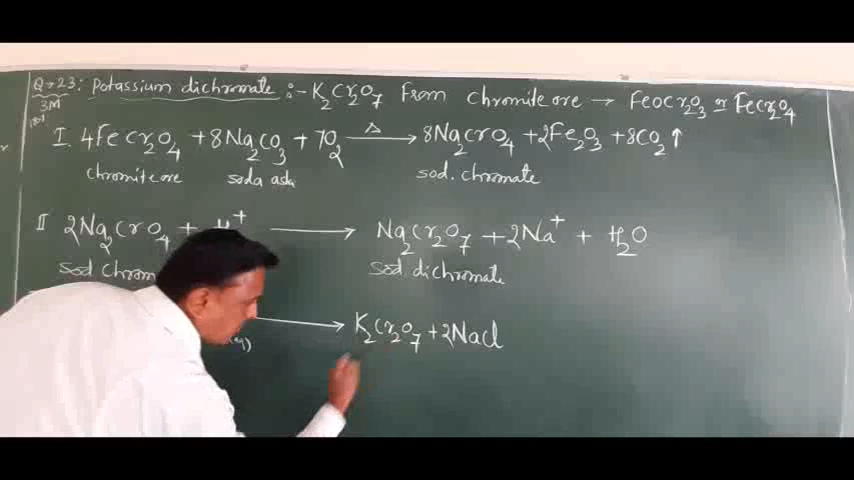 Q→23: Potassium dichromate :- K2Cr2O7 From chromite ore → FeOCr2O3 or FeCr2O4
3M
I. 4FeCr2O4 + 8Na2CO3 + 7O2 —Δ→ 8Na2CrO4 + 2Fe2O3 + 8CO2↑
chromite ore soda ash sod. chromate
II 2Na2CrO4 + H+ → Na2Cr2O7 + 2Na+ + H2O
sod chrom sod. dichromate
→ K2Cr2O7 + 2NaCl